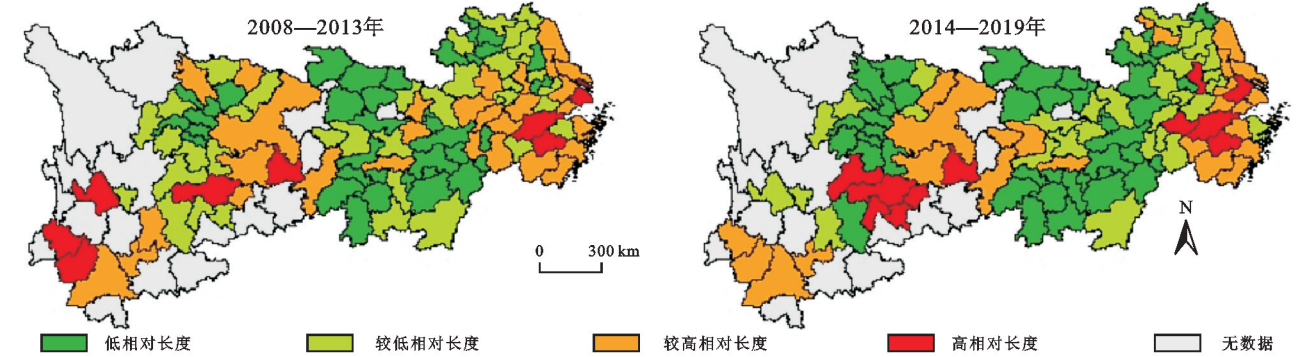 2008—2013年
2014—2019年
N
0 300 km
低相对长度
较低相对长度
较高相对长度
高相对长度
无数据